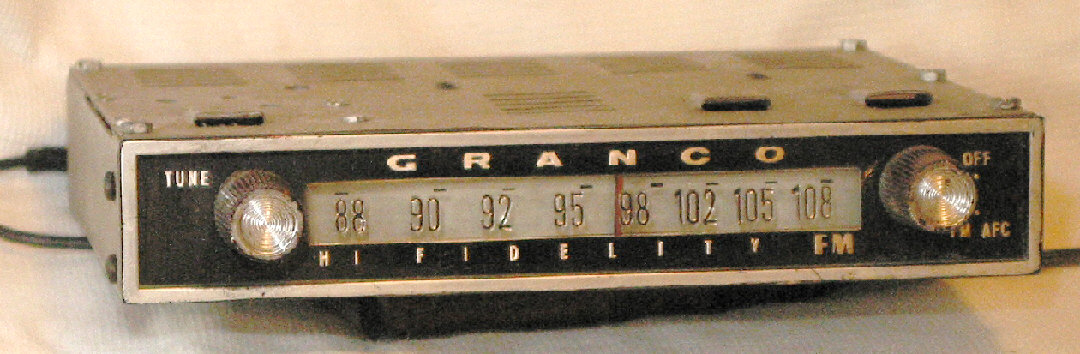 GRANCO
TUNE
OFF
88 90 92 95 98 102 105 108
FM AFC
HI FIDELITY FM